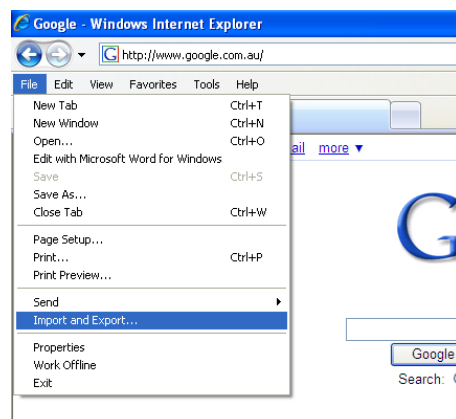 Google - Windows Internet Explorer
http://www.google.com.au/
File Edit View Favorites Tools Help
New Tab Ctrl+T
New Window Ctrl+N
Open... Ctrl+O
Edit with Microsoft Word for Windows
Save Ctrl+S
Save As...
Close Tab Ctrl+W
Page Setup...
Print... Ctrl+P
Print Preview...
Send
Import and Export...
Properties
Work Offline
Exit
ail more ▼
G
Google
Search: